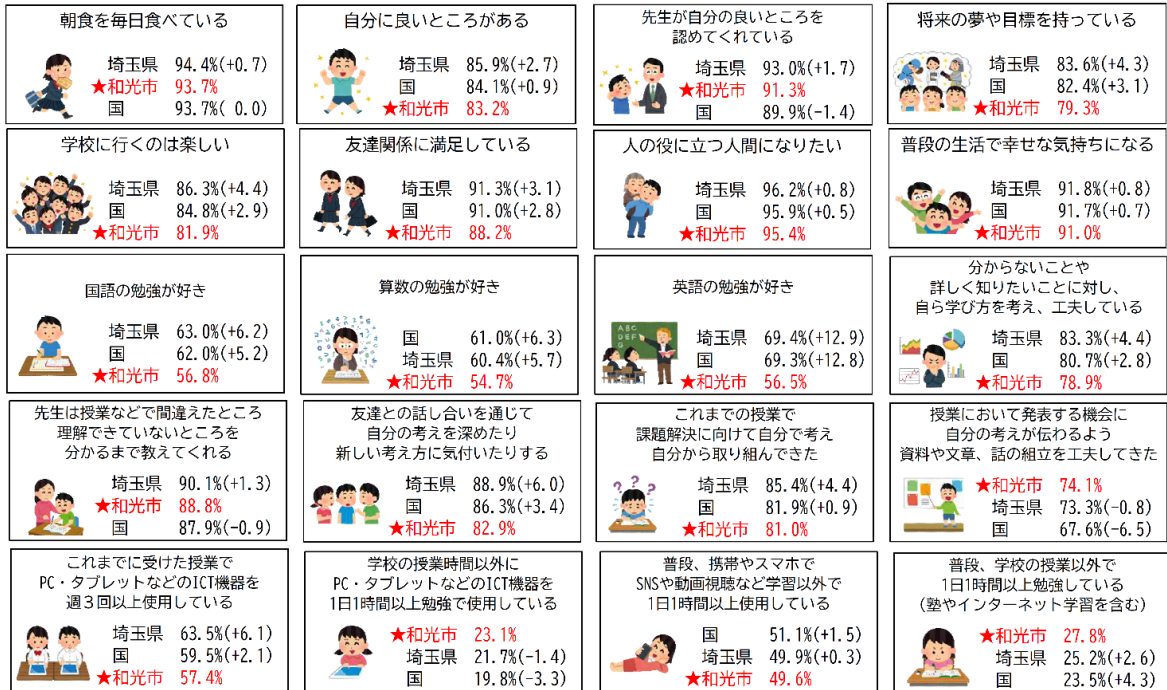 朝食を毎日食べている
埼玉県 94.4%(+0.7)
★和光市 93.7%
国 93.7%( 0.0)
自分に良いところがある
埼玉県 85.9%(+2.7)
国 84.1%(+0.9)
★和光市 83.2%
先生が自分の良いところを
認めてくれている
埼玉県 93.0%(+1.7)
★和光市 91.3%
国 89.9%(-1.4)
将来の夢や目標を持っている
埼玉県 83.6%(+4.3)
国 82.4%(+3.1)
★和光市 79.3%
学校に行くのは楽しい
埼玉県 86.3%(+4.4)
国 84.8%(+2.9)
★和光市 81.9%
友達関係に満足している
埼玉県 91.3%(+3.1)
国 91.0%(+2.8)
★和光市 88.2%
人の役に立つ人間になりたい
埼玉県 96.2%(+0.8)
国 95.9%(+0.5)
★和光市 95.4%
普段の生活で幸せな気持ちになる
埼玉県 91.8%(+0.8)
国 91.7%(+0.7)
★和光市 91.0%
国語の勉強が好き
埼玉県 63.0%(+6.2)
国 62.0%(+5.2)
★和光市 56.8%
算数の勉強が好き
国 61.0%(+6.3)
埼玉県 60.4%(+5.7)
★和光市 54.7%
英語の勉強が好き
ABC
DEF
G
埼玉県 69.4%(+12.9)
国 69.3%(+12.8)
★和光市 56.5%
分からないことや
詳しく知りたいことに対し、
自ら学び方を考え、工夫している
埼玉県 83.3%(+4.4)
国 80.7%(+2.8)
★和光市 78.9%
先生は授業などで間違えたところ
理解できていないところを
分かるまで教えてくれる
埼玉県 90.1%(+1.3)
★和光市 88.8%
国 87.9%(-0.9)
友達との話し合いを通じて
自分の考えを深めたり
新しい考え方に気付いたりする
埼玉県 88.9%(+6.0)
国 86.3%(+3.4)
★和光市 82.9%
これまでの授業で
課題解決に向けて自分で考え
自分から取り組んできた
埼玉県 85.4%(+4.4)
国 81.9%(+0.9)
★和光市 81.0%
授業において発表する機会に
自分の考えが伝わるよう
資料や文章、話の組立を工夫してきた
★和光市 74.1%
埼玉県 73.3%(-0.8)
国 67.6%(-6.5)
これまでに受けた授業で
PC・タブレットなどのICT機器を
週３回以上使用している
埼玉県 63.5%(+6.1)
国 59.5%(+2.1)
★和光市 57.4%
学校の授業時間以外に
PC・タブレットなどのICT機器を
1日1時間以上勉強で使用している
★和光市 23.1%
埼玉県 21.7%(-1.4)
国 19.8%(-3.3)
普段、携帯やスマホで
SNSや動画視聴など学習以外で
1日1時間以上使用している
国 51.1%(+1.5)
埼玉県 49.9%(+0.3)
★和光市 49.6%
普段、学校の授業以外で
1日1時間以上勉強している
（塾やインターネット学習を含む）
★和光市 27.8%
埼玉県 25.2%(+2.6)
国 23.5%(+4.3)